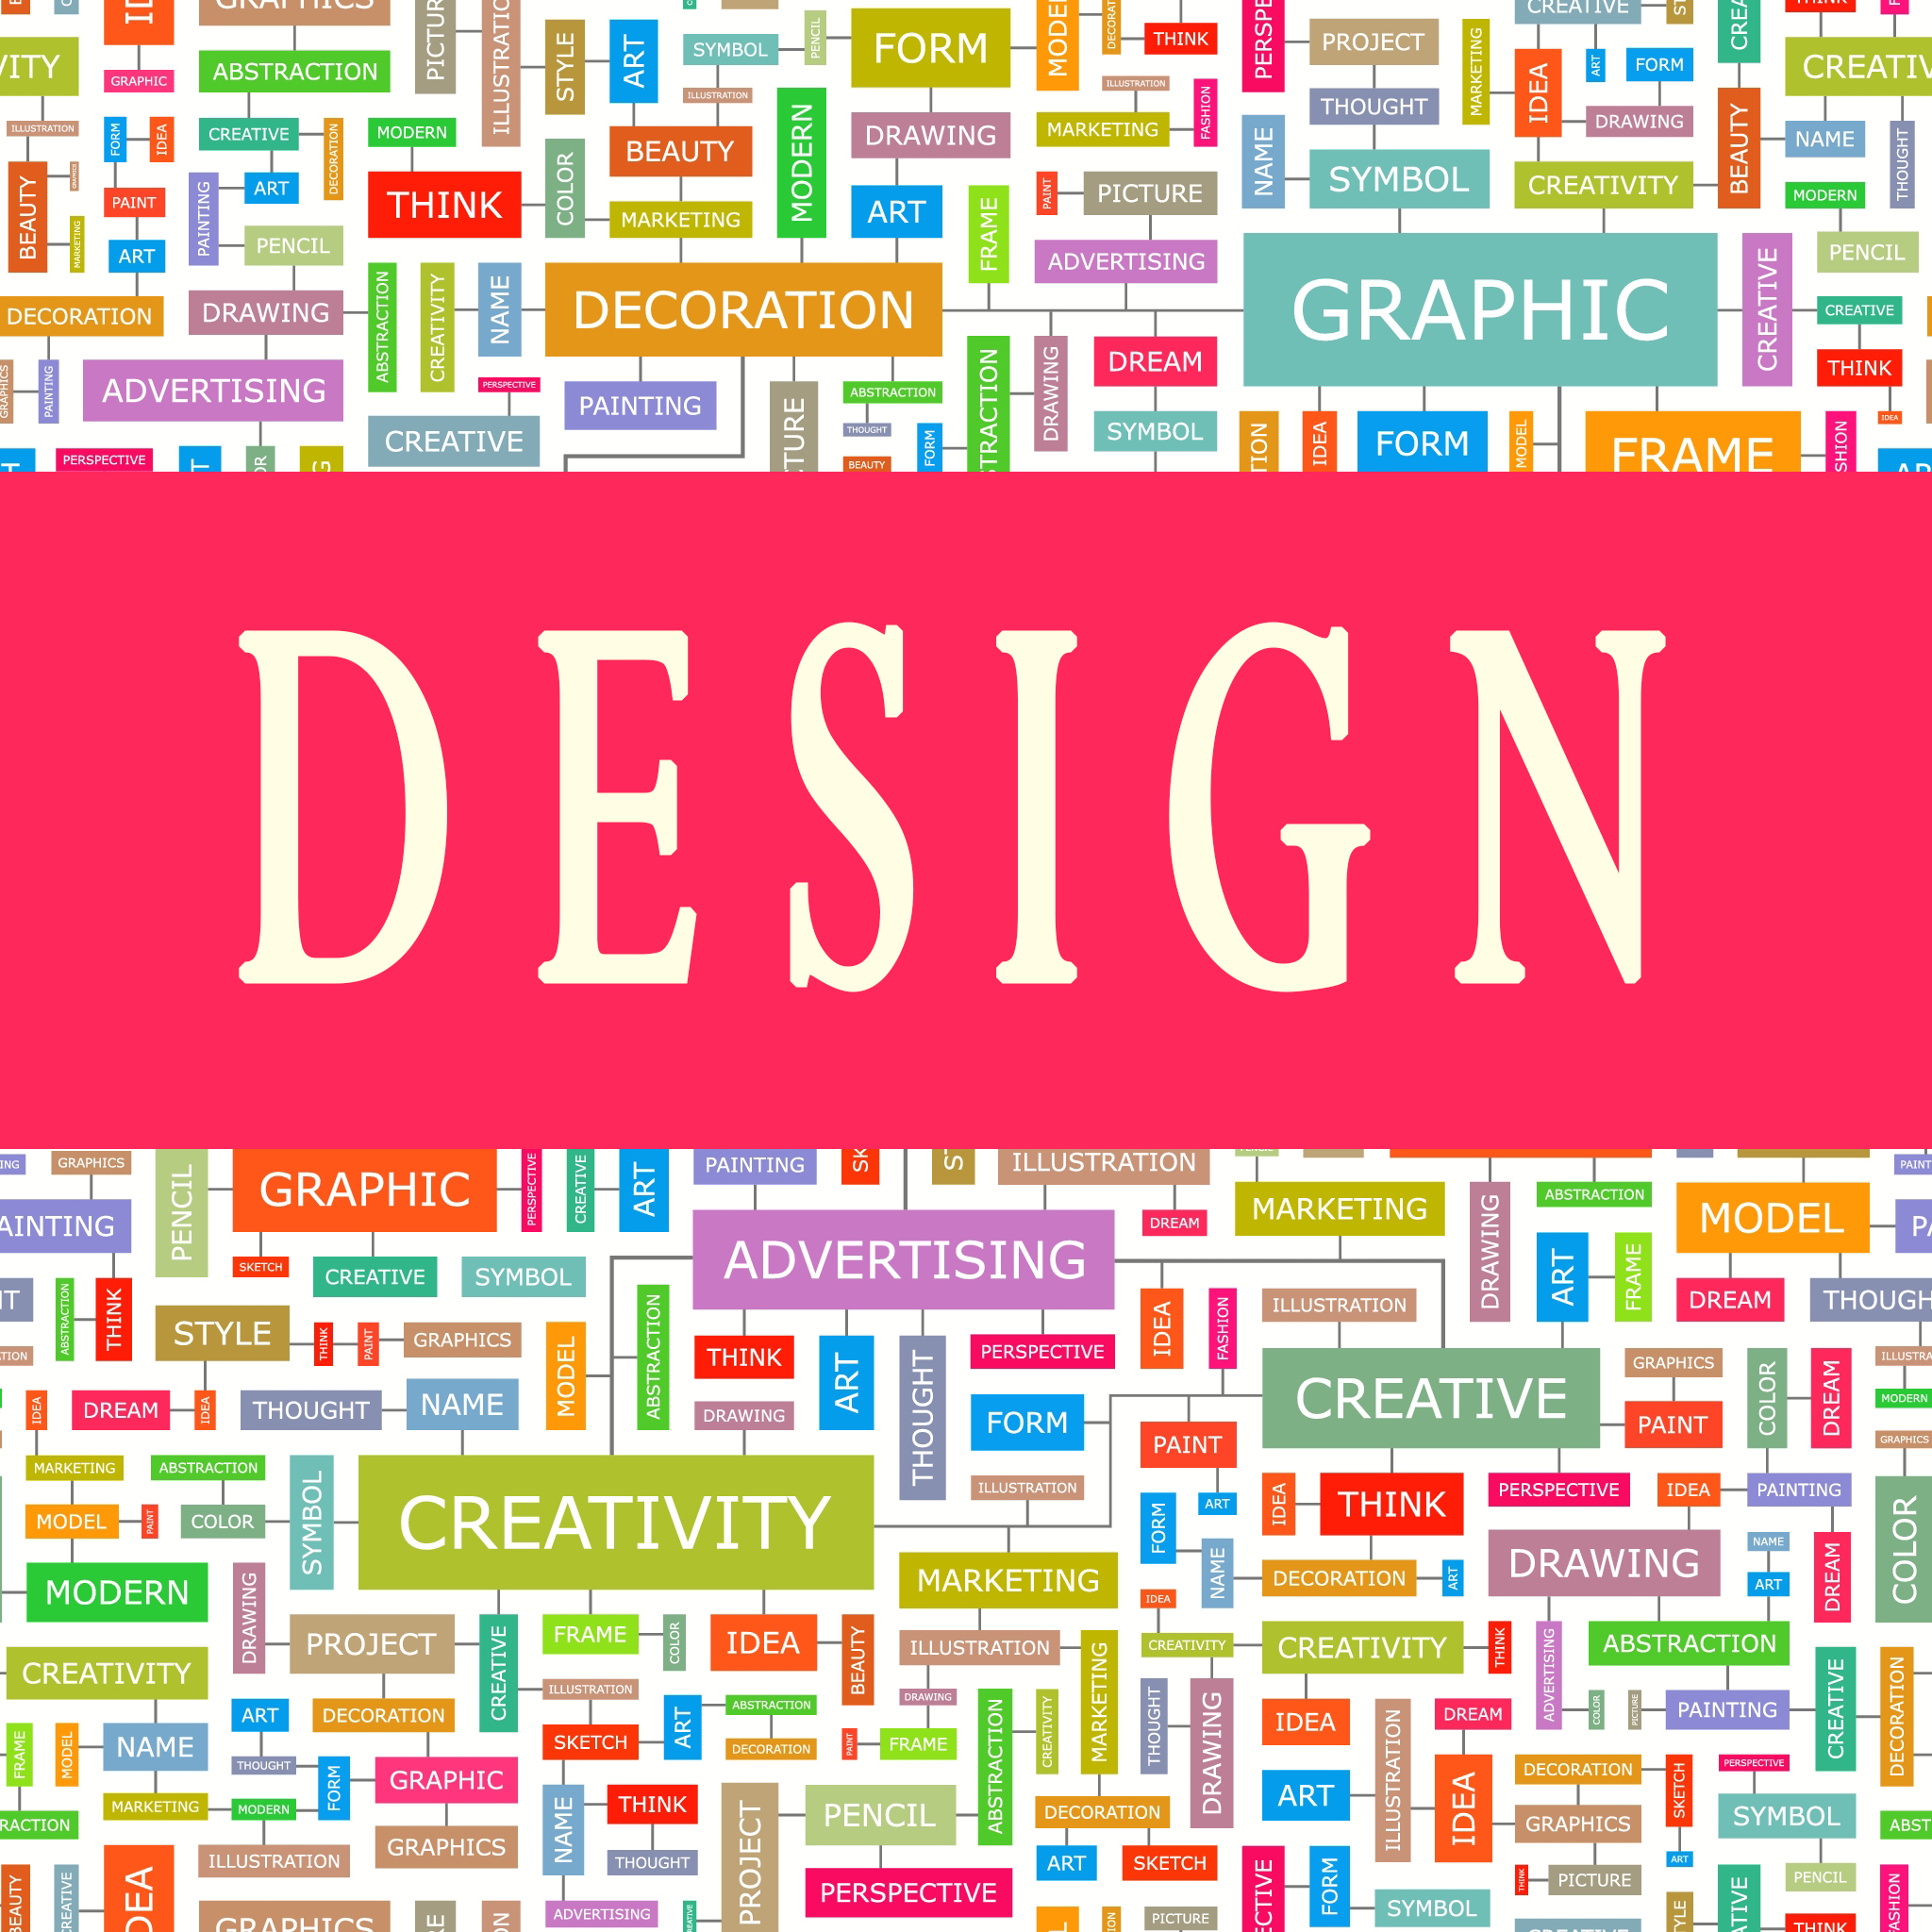 GRAPHICS
PICTURE
CREATIVE
THINK
ABSTRACTION
GRAPHIC
STYLE
ART
SYMBOL
PENCIL
FORM
MODEL
DECORATION
THINK
PROJECT
MARKETING
IDEA
ART
FORM
ILLUSTRATION
ILLUSTRATION
ILLUSTRATION
THOUGHT
FORM
IDEA
CREATIVE
DECORATION
MODERN
COLOR
BEAUTY
MODERN
DRAWING
MARKETING
FASHION
NAME
DRAWING
BEAUTY
NAME
THOUGHT
BEAUTY
GRAPHICS
PAINT
PAINTING
ART
THINK
MARKETING
ART
FRAME
PAINT
PICTURE
SYMBOL
CREATIVITY
MODERN
MARKETING
ART
PENCIL
ADVERTISING
PENCIL
DECORATION
DRAWING
ABSTRACTION
CREATIVITY
NAME
DECORATION
GRAPHIC
CREATIVE
CREATIVE
GRAPHICS
PAINTING
ADVERTISING
PERSPECTIVE
PAINTING
ABSTRACTION
DRAWING
DREAM
THINK
CREATIVE
THOUGHT
FORM
SYMBOL
IDEA
FORM
MODEL
FRAME
IDEA
PERSPECTIVE
BEAUTY
DESIGN
GRAPHICS
PENCIL
GRAPHIC
PERSPECTIVE
CREATIVE
ART
PAINTING
ILLUSTRATION
MARKETING
DRAWING
ABSTRACTION
MODEL
SKETCH
CREATIVE
SYMBOL
ADVERTISING
DREAM
ART
FRAME
DREAM
ABSTRACTION
THINK
STYLE
THINK
PAINT
GRAPHICS
MODEL
ABSTRACTION
THINK
ART
THOUGHT
PERSPECTIVE
IDEA
FASHION
ILLUSTRATION
GRAPHICS
COLOR
DREAM
IDEA
DREAM
IDEA
THOUGHT
NAME
DRAWING
FORM
CREATIVE
PAINT
MODERN
PAINT
GRAPHICS
MARKETING
ABSTRACTION
SYMBOL
CREATIVITY
ILLUSTRATION
ART
IDEA
THINK
PERSPECTIVE
IDEA
PAINTING
MODEL
PAINT
COLOR
FORM
NAME
COLOR
MODERN
DRAWING
MARKETING
DECORATION
ART
DRAWING
ART
DREAM
PROJECT
CREATIVE
FRAME
COLOR
IDEA
BEAUTY
ILLUSTRATION
MARKETING
IDEA
CREATIVITY
CREATIVITY
THINK
ADVERTISING
ABSTRACTION
CREATIVITY
ILLUSTRATION
DRAWING
THOUGHT
DRAWING
CREATIVE
DECORATION
ART
DECORATION
SKETCH
ART
ABSTRACTION
DECORATION
PAINT
FRAME
ABSTRACTION
CREATIVITY
IDEA
ILLUSTRATION
DREAM
COLOR
PICTURE
PAINTING
FRAME
MODEL
NAME
THOUGHT
FORM
GRAPHIC
NAME
THINK
PROJECT
PENCIL
ART
IDEA
DECORATION
SKETCH
PERSPECTIVE
MARKETING
MODERN
DECORATION
GRAPHICS
SYMBOL
ILLUSTRATION
GRAPHICS
THOUGHT
ART
SKETCH
PICTURE
ART
BEAUTY
CREATIVE
IDEA
PERSPECTIVE
FORM
SYMBOL
THINK
PENCIL
FASHION
GRAPHICS
ADVERTISING
PICTURE
THINK